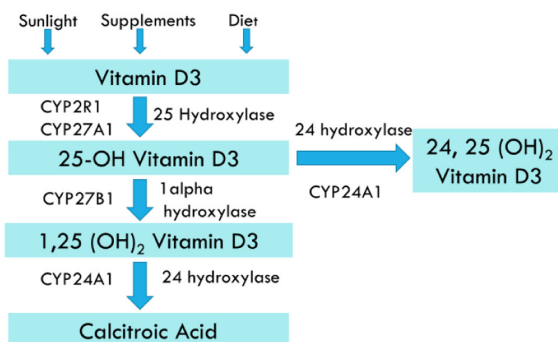 Sunlight Supplements Diet
Vitamin D3
CYP2R1
CYP27A1
25 Hydroxylase
25-OH Vitamin D3
24 hydroxylase
CYP24A1
24, 25 (OH)₂
Vitamin D3
CYP27B1
1alpha
hydroxylase
1,25 (OH)₂ Vitamin D3
CYP24A1
24 hydroxylase
Calcitroic Acid